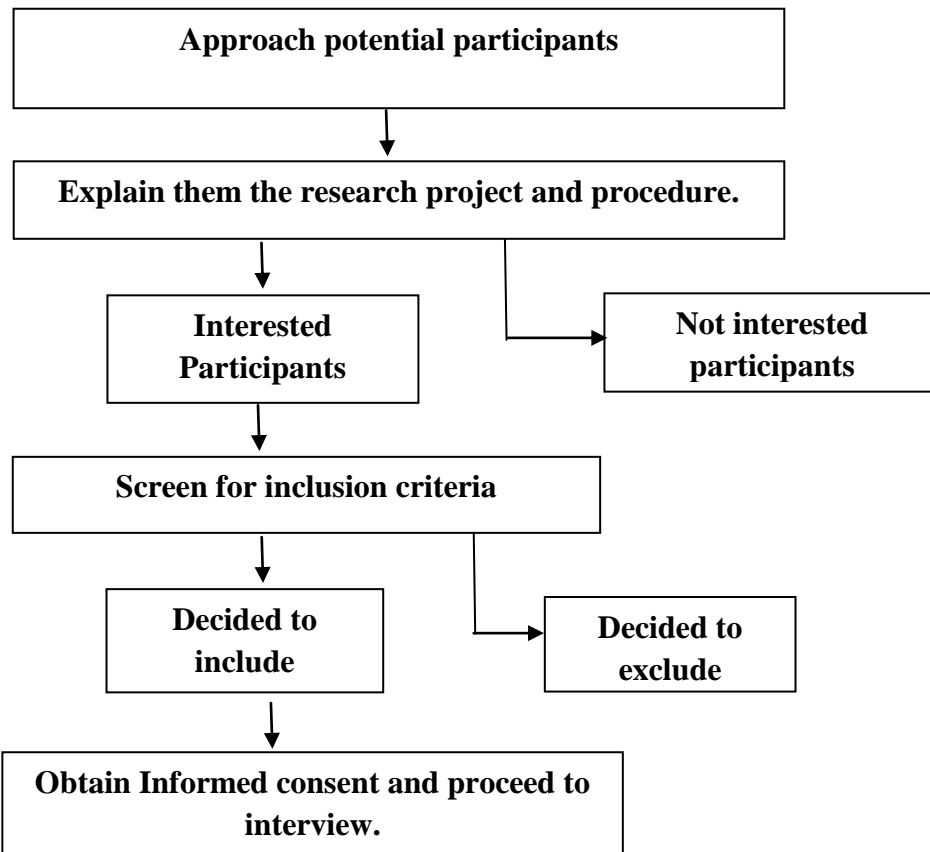 Approach potential participants
Explain them the research project and procedure.
Interested
Participants
Not interested
participants
Screen for inclusion criteria
Decided to
include
Decided to
exclude
Obtain Informed consent and proceed to
interview.